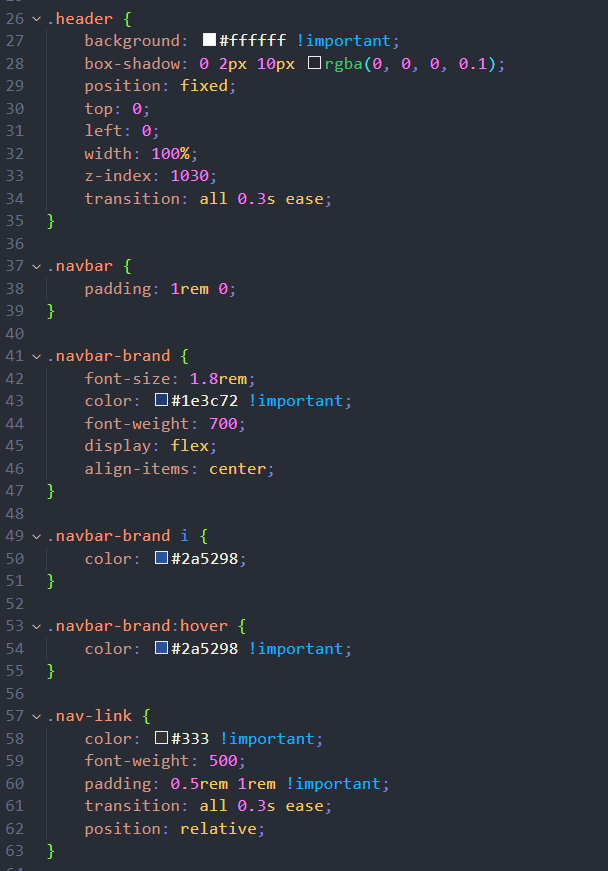 26 .header {
27 background: #ffffff !important;
28 box-shadow: 0 2px 10px rgba(0, 0, 0, 0.1);
29 position: fixed;
30 top: 0;
31 left: 0;
32 width: 100%;
33 z-index: 1030;
34 transition: all 0.3s ease;
35 }
36
37 .navbar {
38 padding: 1rem 0;
39 }
40
41 .navbar-brand {
42 font-size: 1.8rem;
43 color: #1e3c72 !important;
44 font-weight: 700;
45 display: flex;
46 align-items: center;
47 }
48
49 .navbar-brand i {
50 color: #2a5298;
51 }
52
53 .navbar-brand:hover {
54 color: #2a5298 !important;
55 }
56
57 .nav-link {
58 color: #333 !important;
59 font-weight: 500;
60 padding: 0.5rem 1rem !important;
61 transition: all 0.3s ease;
62 position: relative;
63 }